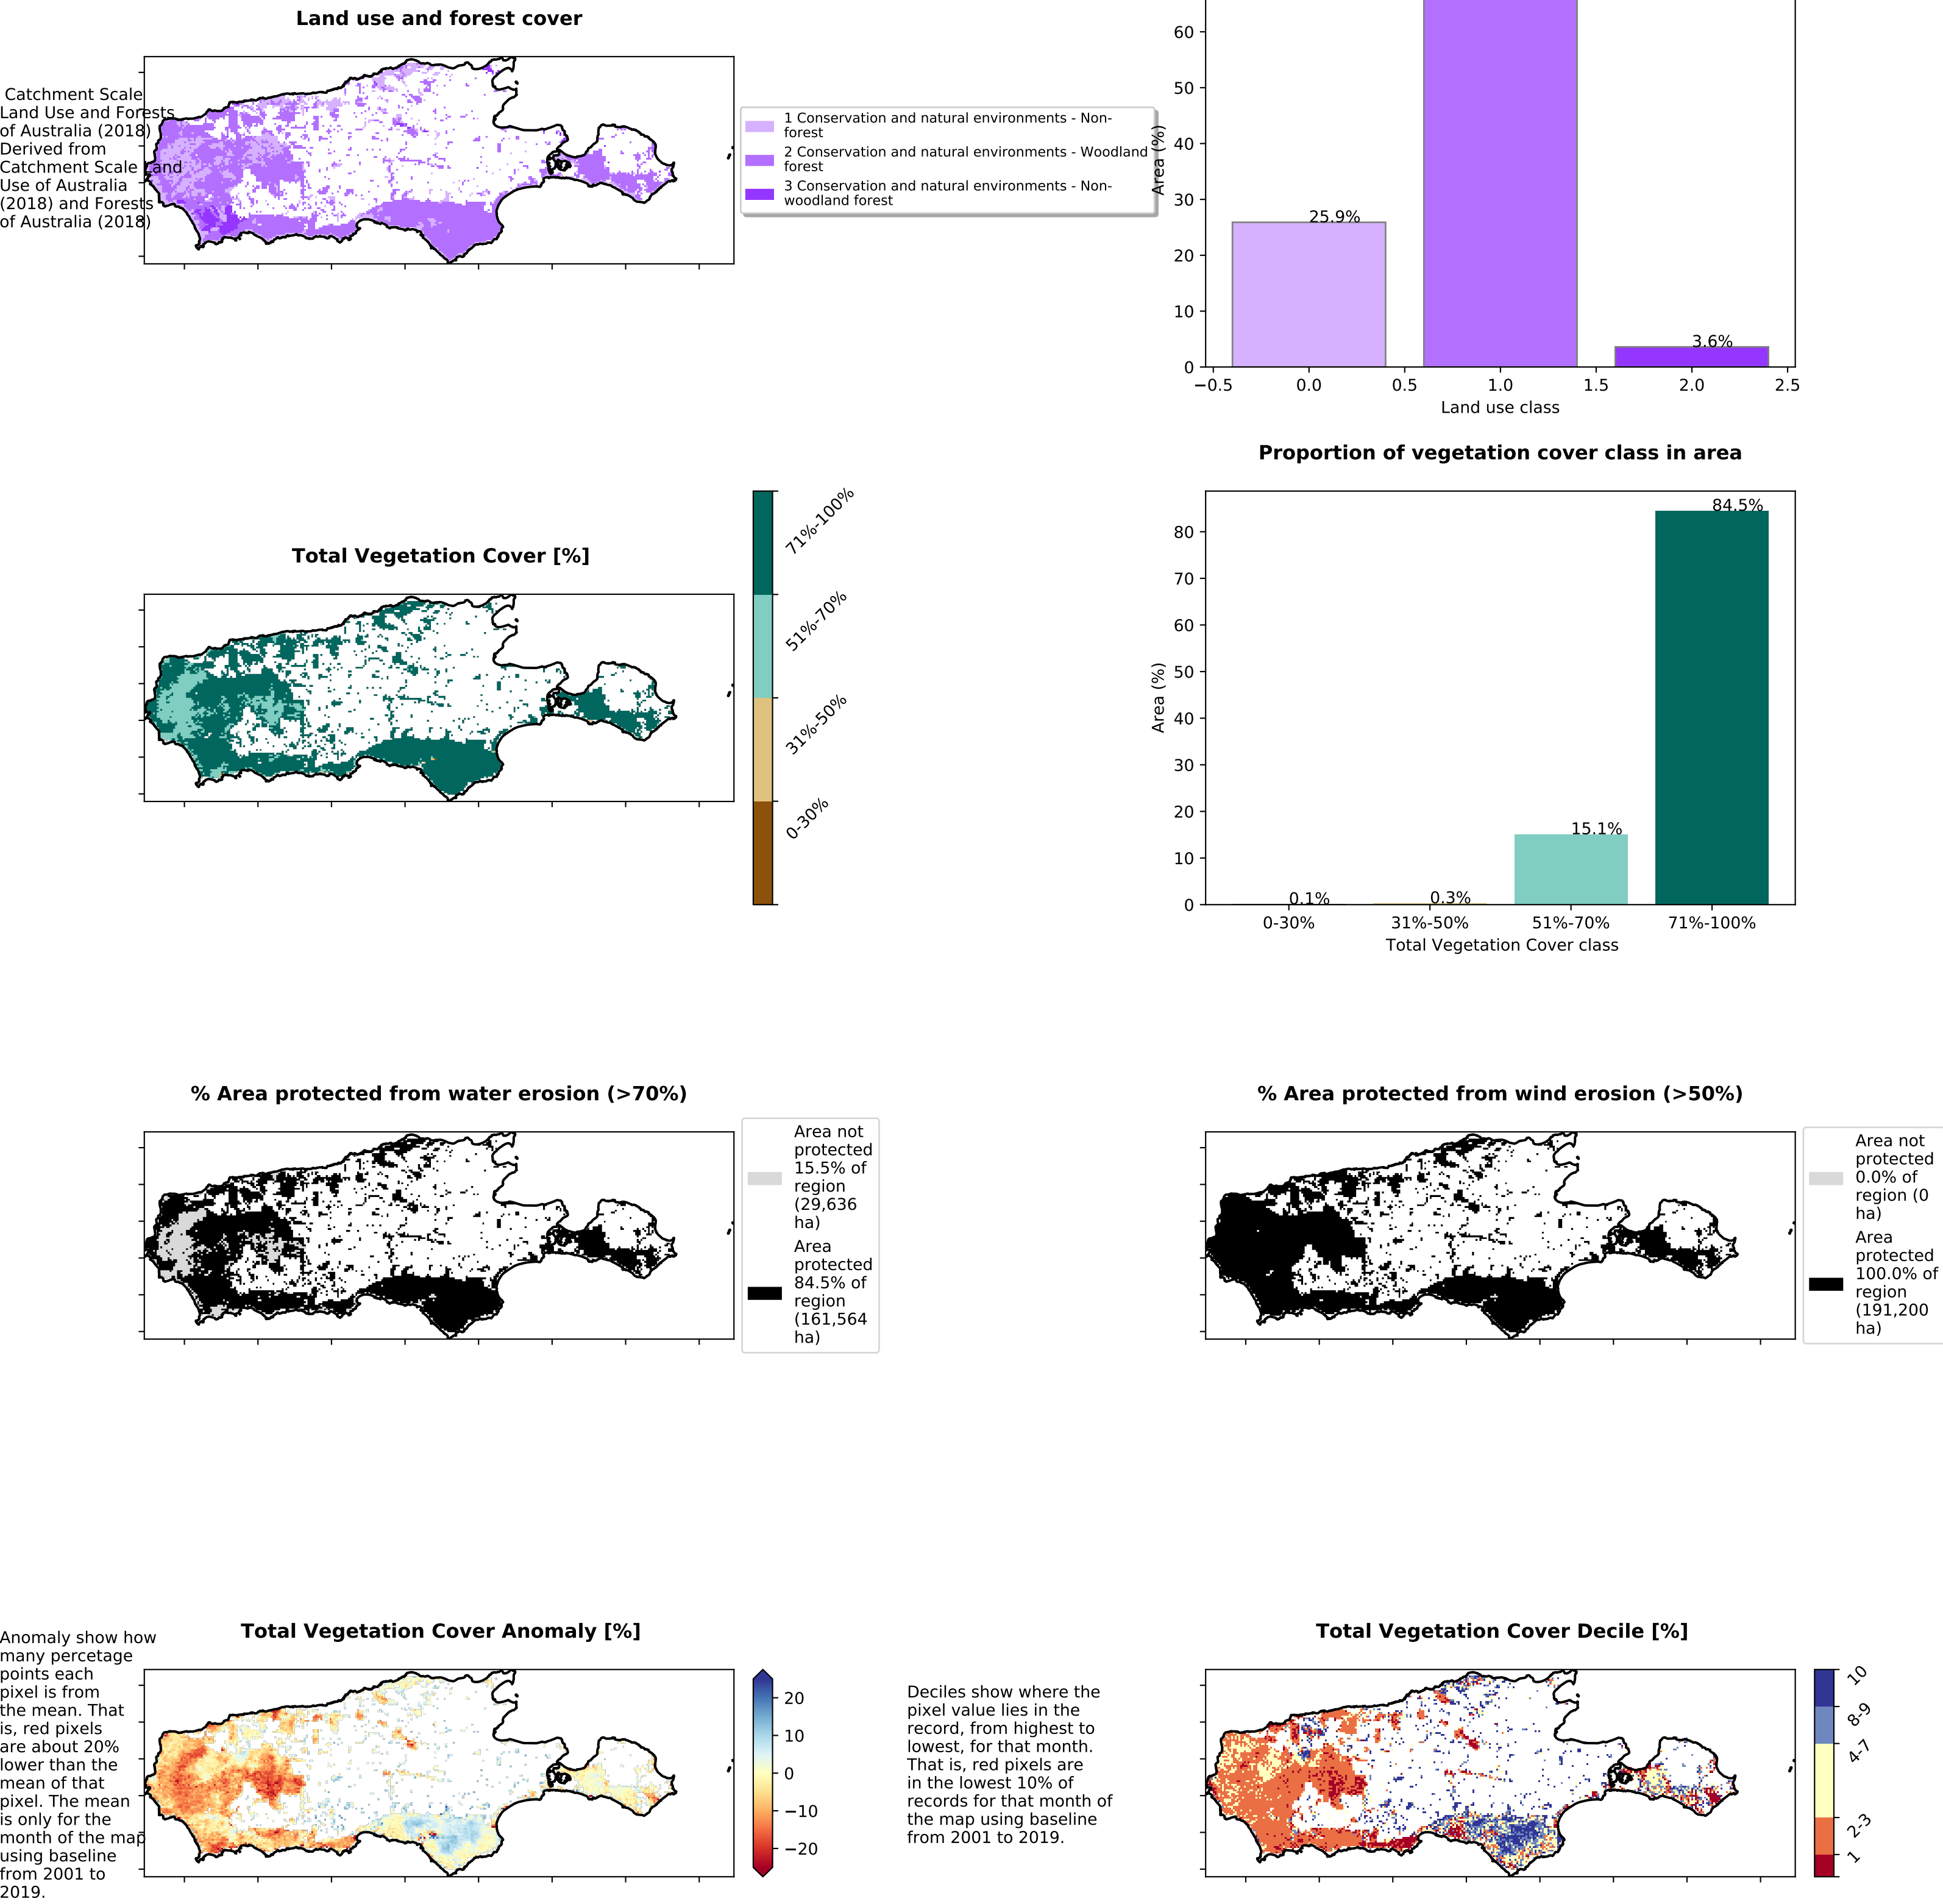 Land use and forest cover
Catchment Scale
Land Use and Forests
of Australia (2018)
Derived from
Catchment Scale Land
Use of Australia
(2018) and Forests
of Australia (2018)
1 Conservation and natural environments - Non-
forest
2 Conservation and natural environments - Woodland
forest
3 Conservation and natural environments - Non-
woodland forest
Area (%)
60
50
40
30
20
10
0
25.9%
3.6%
−0.5 0.0 0.5 1.0 1.5 2.0 2.5
Land use class
Total Vegetation Cover [%]
71%-100%
51%-70%
31%-50%
0-30%
Proportion of vegetation cover class in area
Area (%)
80
70
60
50
40
30
20
10
0
0.1%
0.3%
15.1%
84.5%
0-30% 31%-50% 51%-70% 71%-100%
Total Vegetation Cover class
% Area protected from water erosion (>70%)
Area not
protected
15.5% of
region
(29,636
ha)
Area
protected
84.5% of
region
(161,564
ha)
% Area protected from wind erosion (>50%)
Area not
protected
0.0% of
region (0
ha)
Area
protected
100.0% of
region
(191,200
ha)
Total Vegetation Cover Anomaly [%]
Anomaly show how
many percetage
points each
pixel is from
the mean. That
is, red pixels
are about 20%
lower than the
mean of that
pixel. The mean
is only for the
month of the map
using baseline
from 2001 to
2019.
20
10
0
−10
−20
Deciles show where the
pixel value lies in the
record, from highest to
lowest, for that month.
That is, red pixels are
in the lowest 10% of
records for that month of
the map using baseline
from 2001 to 2019.
Total Vegetation Cover Decile [%]
10
8-9
4-7
2-3
1